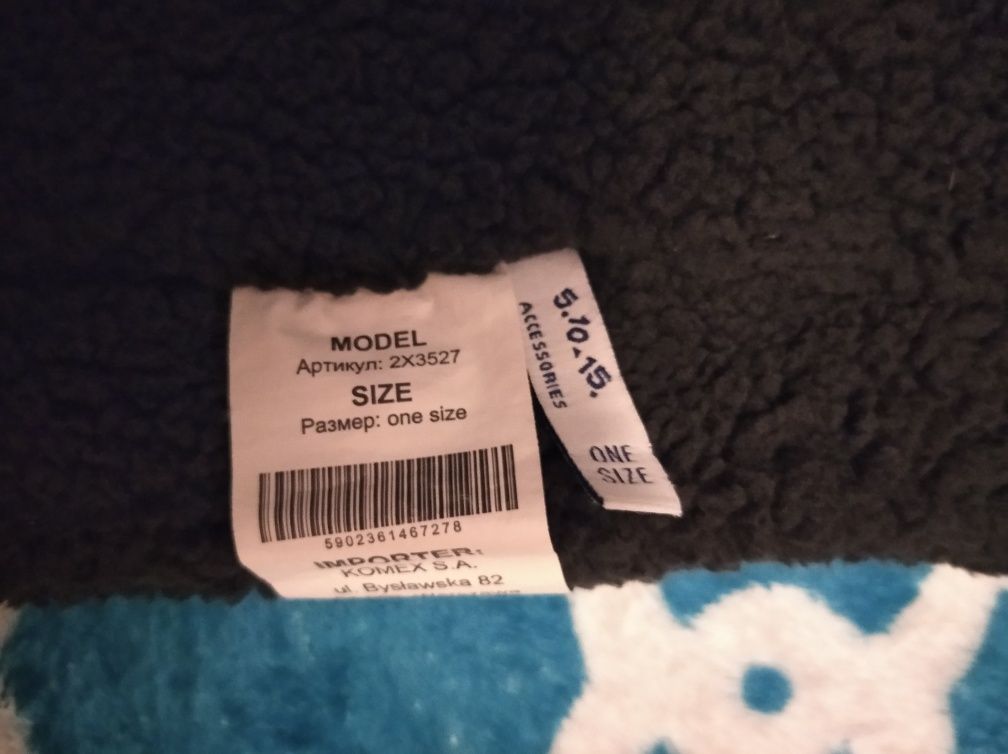 MODEL
Артикул: 2X3527
SIZE
Размер: one size
5902361467278
IMPORTER:
KOMEX S.A.
ul. Bysławska 82
5.10.15.
ACCESSORIES
ONE
SIZE